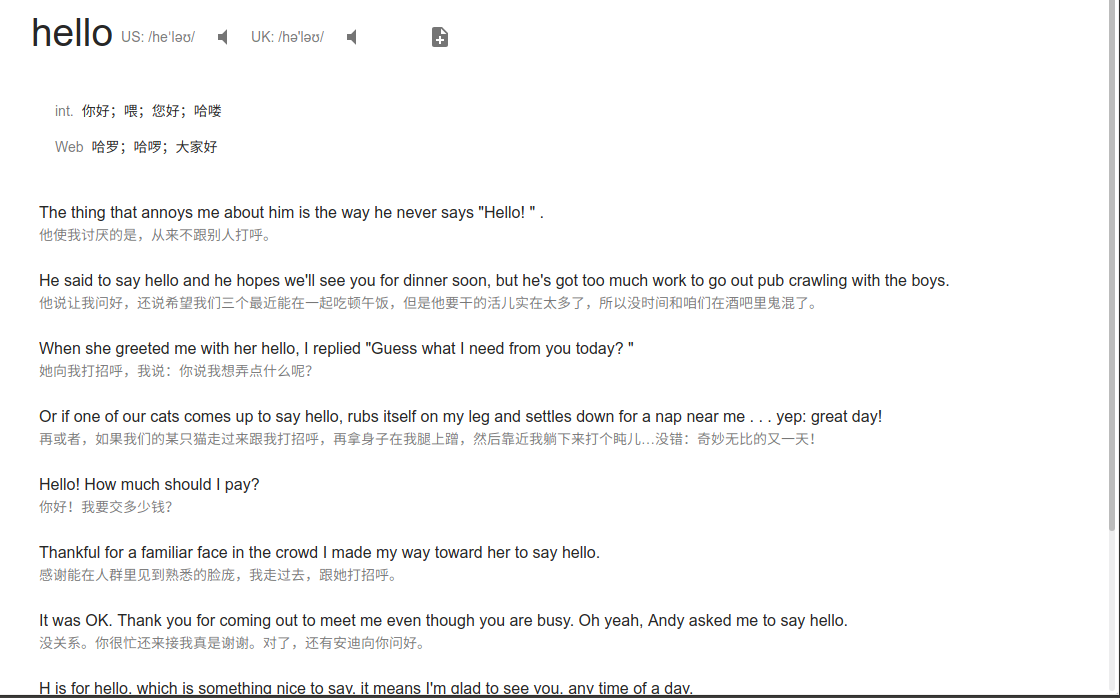 hello US: /heˈləʊ/ UK: /həˈləʊ/
int. 你好；喂；您好；哈喽
Web 哈罗；哈啰；大家好
The thing that annoys me about him is the way he never says "Hello! " .
他使我讨厌的是，从来不跟别人打呼。
He said to say hello and he hopes we'll see you for dinner soon, but he's got too much work to go out pub crawling with the boys.
他说让我问好，还说希望我们三个最近能在一起吃顿午饭，但是他要干的活儿实在太多了，所以没时间和咱们在酒吧里鬼混了。
When she greeted me with her hello, I replied "Guess what I need from you today? "
她向我打招呼，我说：你说我想弄点什么呢？
Or if one of our cats comes up to say hello, rubs itself on my leg and settles down for a nap near me . . . yep: great day!
再或者，如果我们的某只猫走过来跟我打招呼，再拿身子在我腿上蹭，然后靠近我躺下来打个盹儿…没错：奇妙无比的又一天！
Hello! How much should I pay?
你好！我要交多少钱？
Thankful for a familiar face in the crowd I made my way toward her to say hello.
感谢能在人群里见到熟悉的脸庞，我走过去，跟她打招呼。
It was OK. Thank you for coming out to meet me even though you are busy. Oh yeah, Andy asked me to say hello.
没关系。你很忙还来接我真是谢谢。对了，还有安迪向你问好。
H is for hello, which is something nice to say, it means I'm glad to see you, any time of a day.